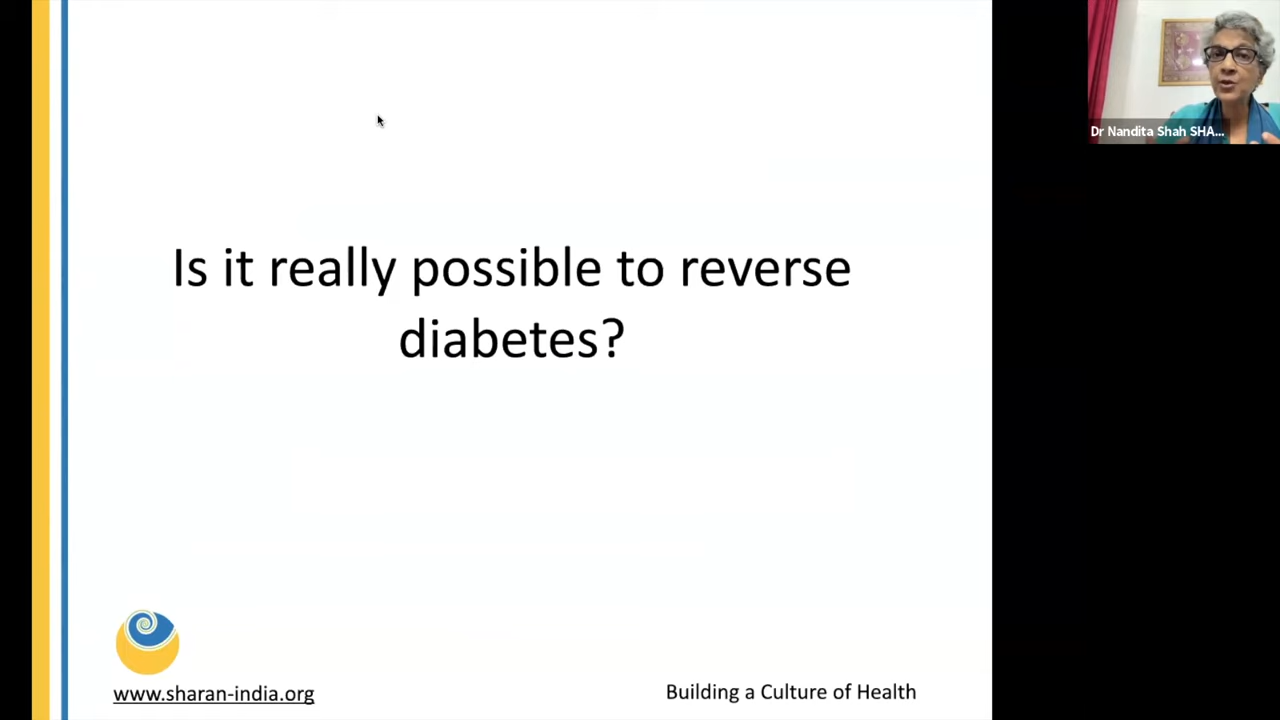 Is it really possible to reverse
diabetes?
www.sharan-india.org
Building a Culture of Health
Dr Nandita Shah SHA...